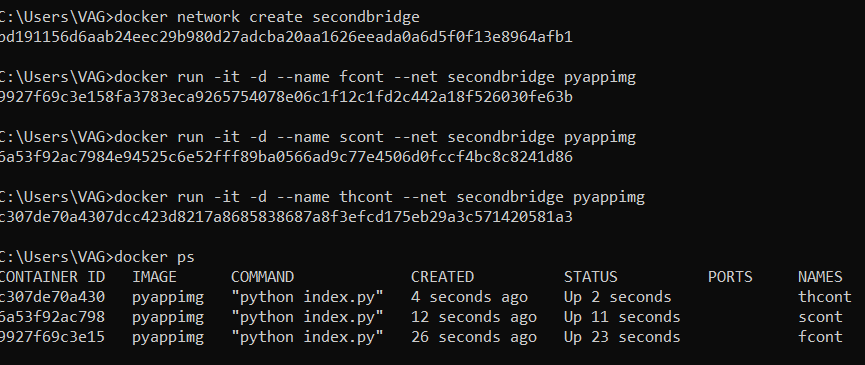 C:\Users\VAG>docker network create secondbridge
bd191156d6aab24eec29b980d27adcba20aa1626eeada0a6d5f0f13e8964afb1
C:\Users\VAG>docker run -it -d --name fcont --net secondbridge pyappimg
9927f69c3e158fa3783eca9265754078e06c1f12c1fd2c442a18f526030fe63b
C:\Users\VAG>docker run -it -d --name scont --net secondbridge pyappimg
6a53f92ac7984e94525c6e52fff89ba0566ad9c77e4506d0fccf4bc8c8241d86
C:\Users\VAG>docker run -it -d --name thcont --net secondbridge pyappimg
c307de70a4307dcc423d8217a8685838687a8f3efcd175eb29a3c571420581a3
C:\Users\VAG>docker ps
CONTAINER ID IMAGE COMMAND CREATED STATUS PORTS NAMES
c307de70a430 pyappimg "python index.py" 4 seconds ago Up 2 seconds thcont
6a53f92ac798 pyappimg "python index.py" 12 seconds ago Up 11 seconds scont
9927f69c3e15 pyappimg "python index.py" 26 seconds ago Up 23 seconds fcont